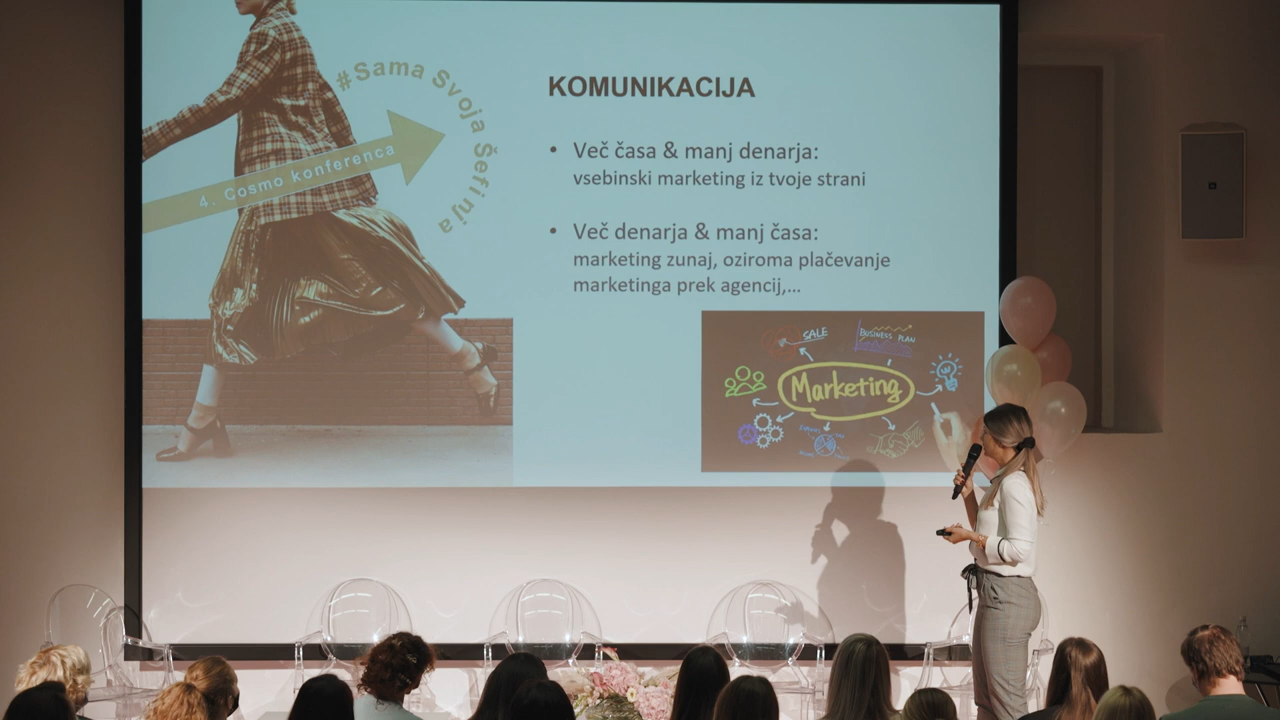 #Sama Svoja Šefinja
4. Cosmo konferenca
KOMUNIKACIJA
• Več časa & manj denarja:
vsebinski marketing iz tvoje strani
• Več denarja & manj časa:
marketing zunaj, oziroma plačevanje
marketinga prek agencij,...
SALE
BUSINESS PLAN
Marketing